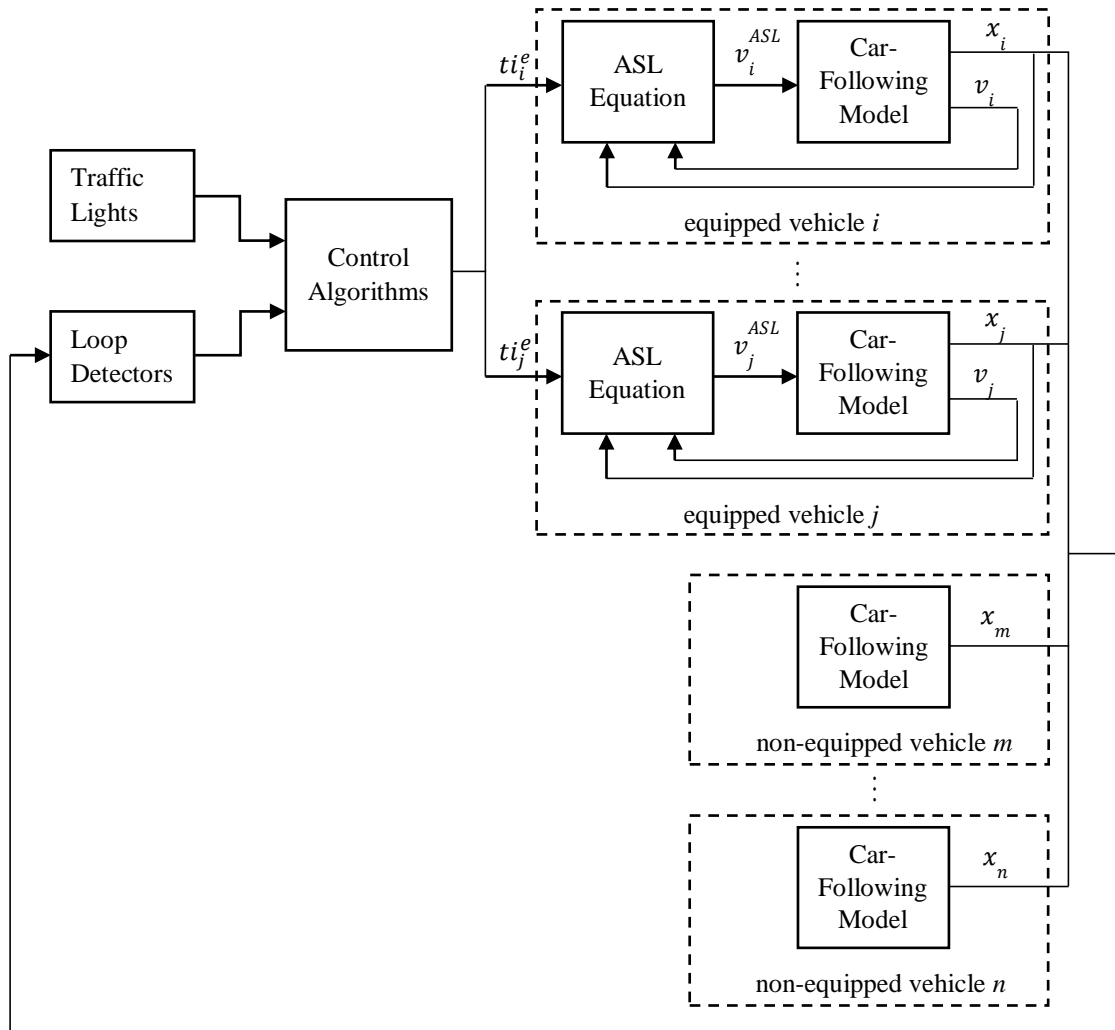 Traffic
Lights
Loop
Detectors
Control
Algorithms
ti_i^e
ASL
Equation
v_i^ASL
Car-
Following
Model
x_i
v_i
equipped vehicle i
⋮
ti_j^e
ASL
Equation
v_j^ASL
Car-
Following
Model
x_j
v_j
equipped vehicle j
Car-
Following
Model
x_m
non-equipped vehicle m
⋮
Car-
Following
Model
x_n
non-equipped vehicle n